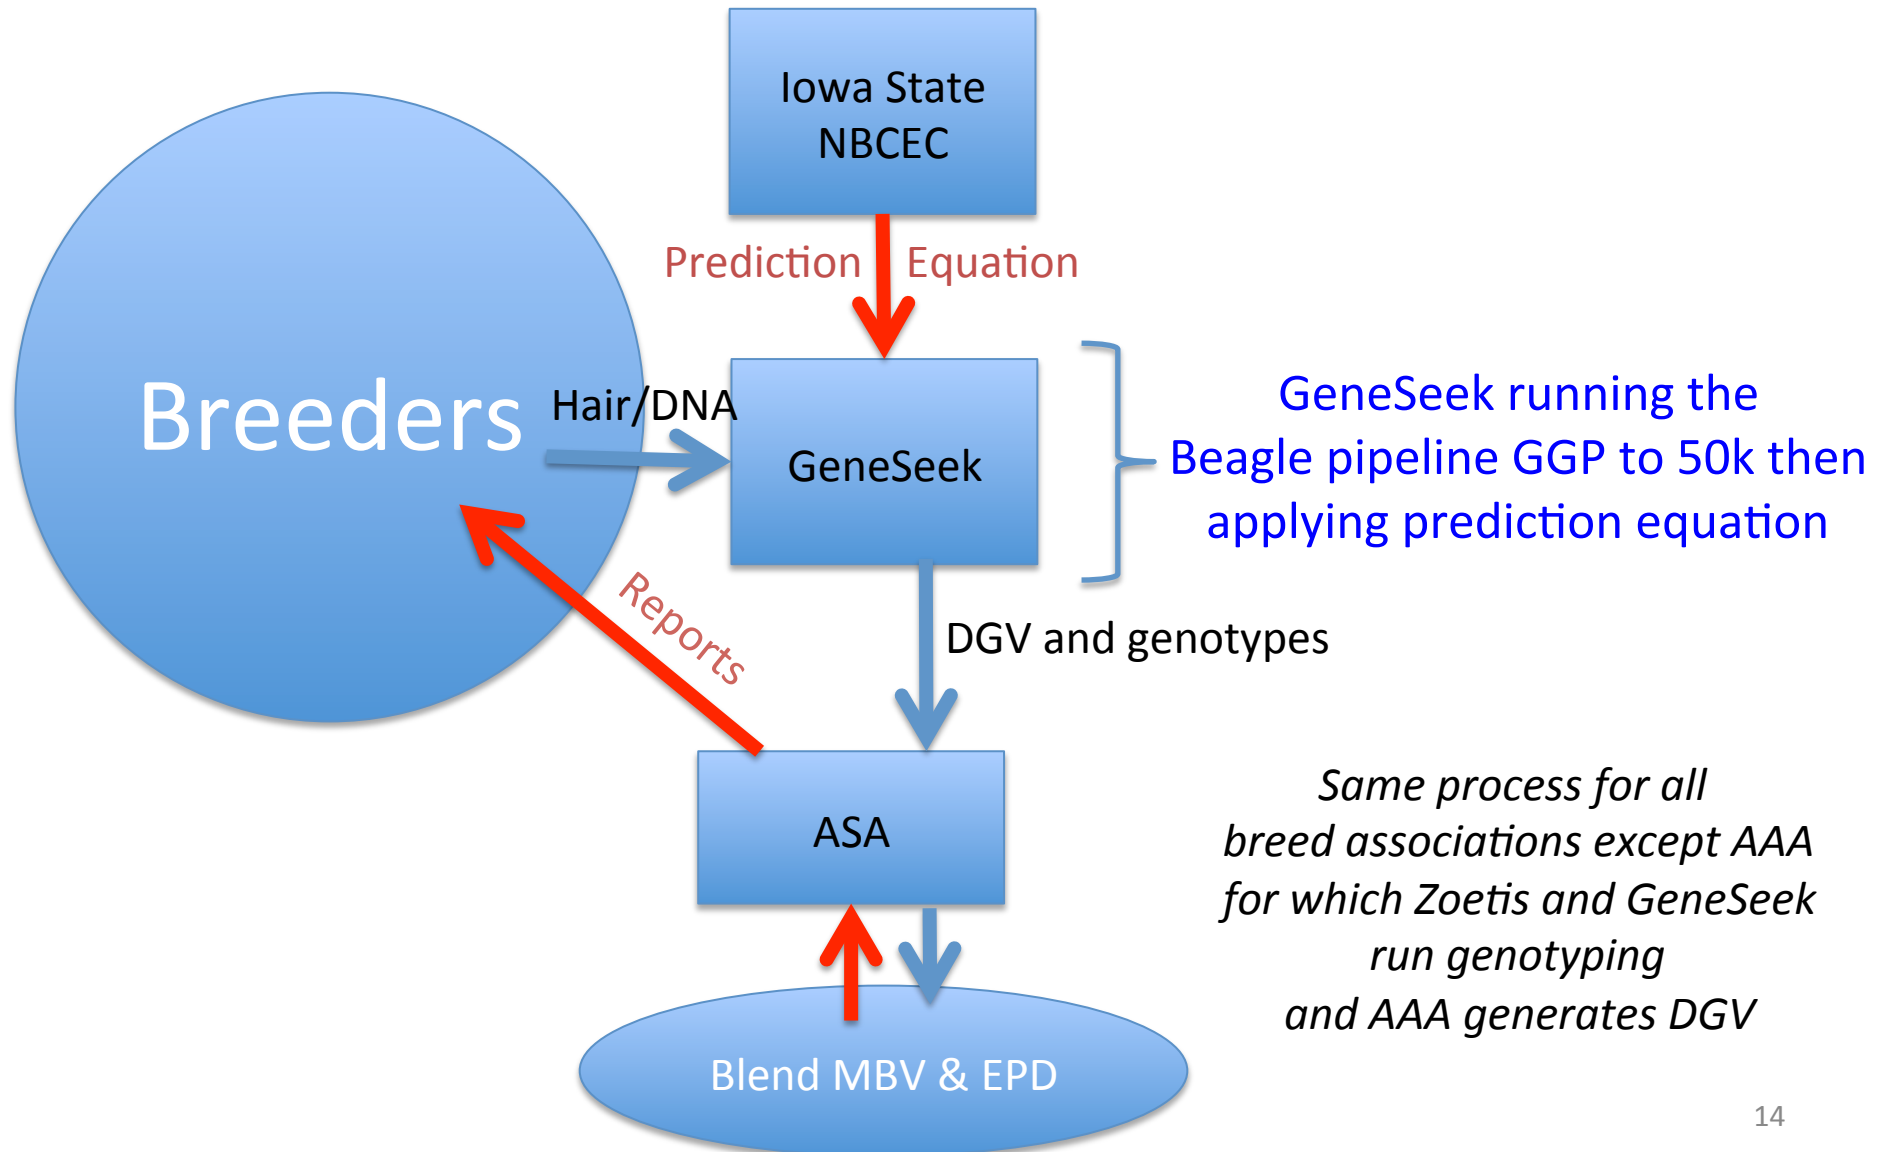 Iowa State
NBCEC
Prediction Equation
Breeders
Hair/DNA
GeneSeek
GeneSeek running the
Beagle pipeline GGP to 50k then
applying prediction equation
Reports
DGV and genotypes
ASA
Same process for all
breed associations except AAA
for which Zoetis and GeneSeek
run genotyping
and AAA generates DGV
Blend MBV & EPD
14